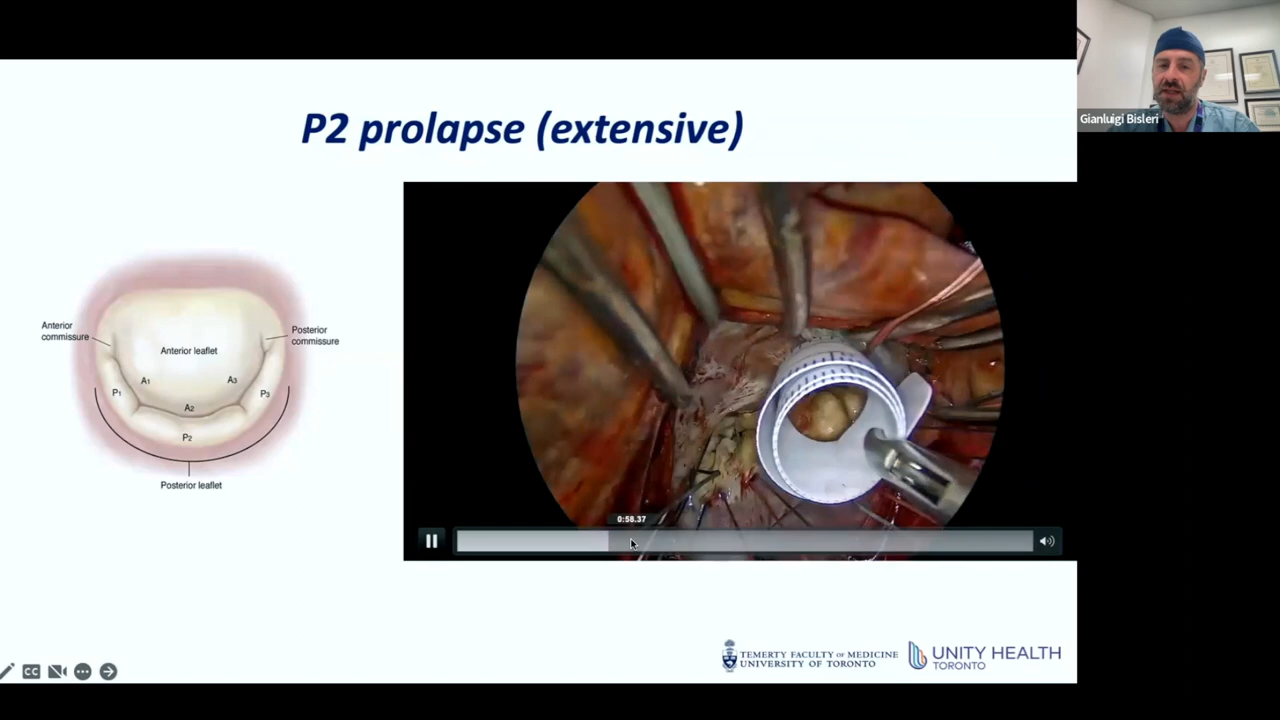 Gianluigi Bisleri
P2 prolapse (extensive)
Anterior
commissure
Posterior
commissure
Anterior leaflet
A1
A3
P1
P3
A2
P2
Posterior leaflet
0:58.37
CC
TEMERTY FACULTY OF MEDICINE
UNIVERSITY OF TORONTO
UNITY HEALTH
TORONTO